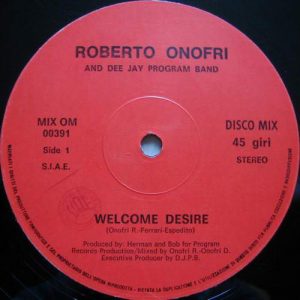 ROBERTO ONOFRI
AND DEE JAY PROGRAM BAND
MIX OM
00391
DISCO MIX
Side 1
45 giri
S.I.A.E.
STEREO
WELCOME DESIRE
(Onofri R.-Ferrari-Espedito)
Produced by: Herman and Bob for Program
Records Production/Mixed by Onofri R.-Onofri D.
Executive Producer by D.J.P.B.